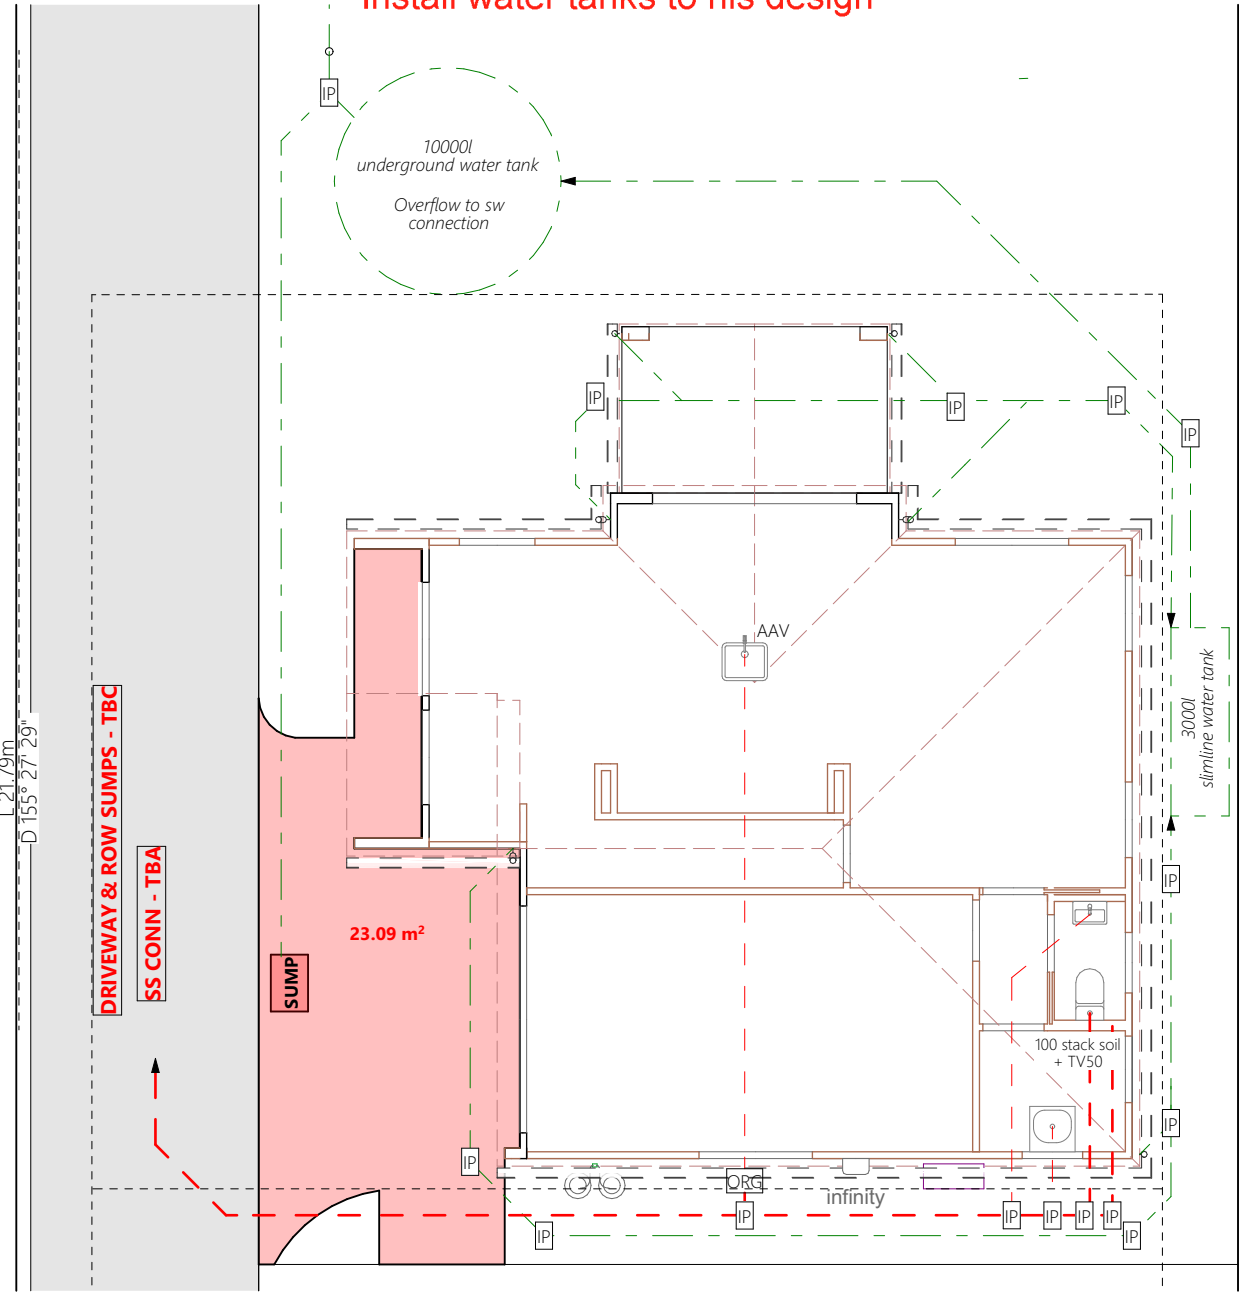 Install water tanks to his design
IP
10000l
underground water tank
Overflow to sw
connection
IP
IP
IP
IP
AAV
3000l
slimline water tank
L 21.79m
D 155° 27' 29"
DRIVEWAY & ROW SUMPS - TBC
SS CONN - TBA
23.09 m²
SUMP
IP
100 stack soil
+ TV50
IP
IP
ORG
infinity
IP
IP
IP
IP
IP
IP
IP